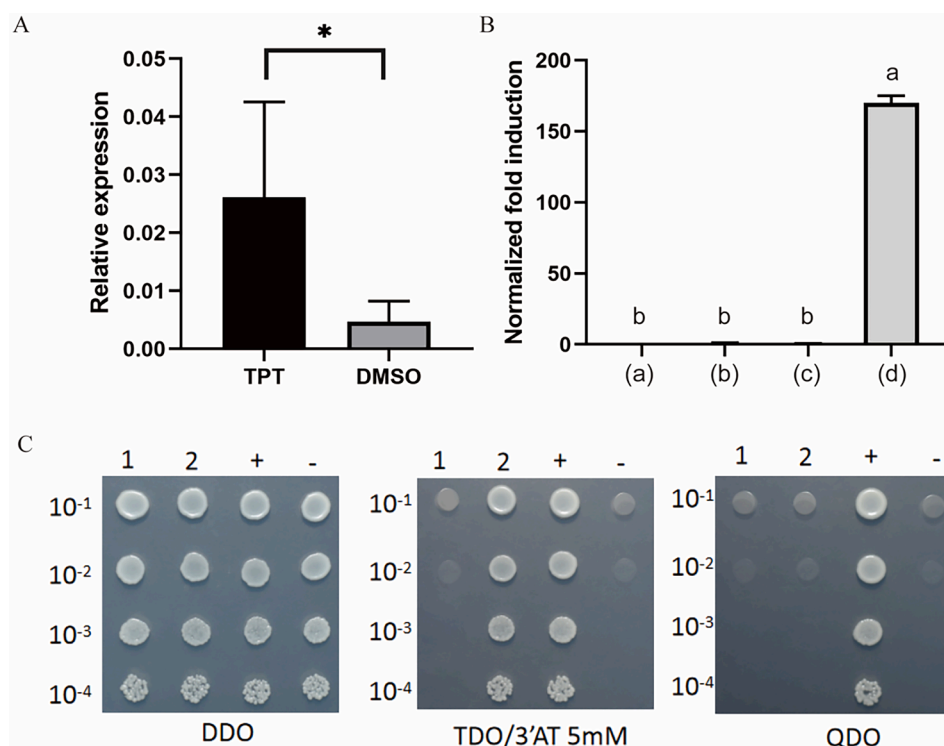 A
Relative expression
0.05
0.04
0.03
0.02
0.01
0.00
*
TPT DMSO
B
Normalized fold induction
200
150
100
50
0
b b b a
(a) (b) (c) (d)
C
1 2 + -
10-1
10-2
10-3
10-4
DDO
1 2 + -
10-1
10-2
10-3
10-4
TDO/3'AT 5mM
1 2 + -
10-1
10-2
10-3
10-4
QDO